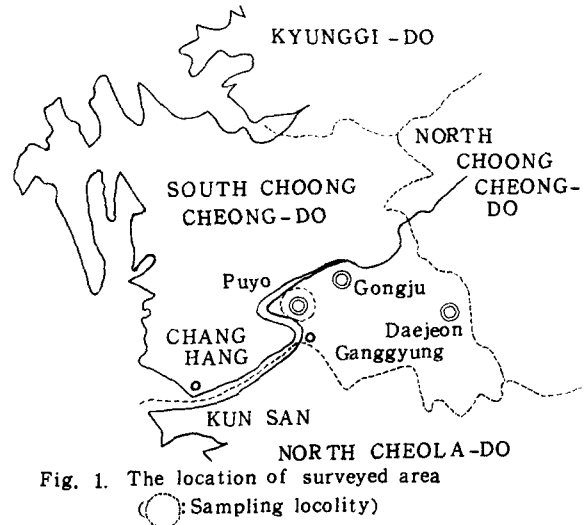 KYUNGGI-DO
NORTH
CHOONG
CHEONG-
DO
SOUTH CHOONG
CHEONG-DO
Puyo
Gongju
Daejeon
Ganggyung
CHANG
HANG
KUN SAN
NORTH CHEOLA-DO
Fig. 1. The location of surveyed area
( : Sampling locolity)